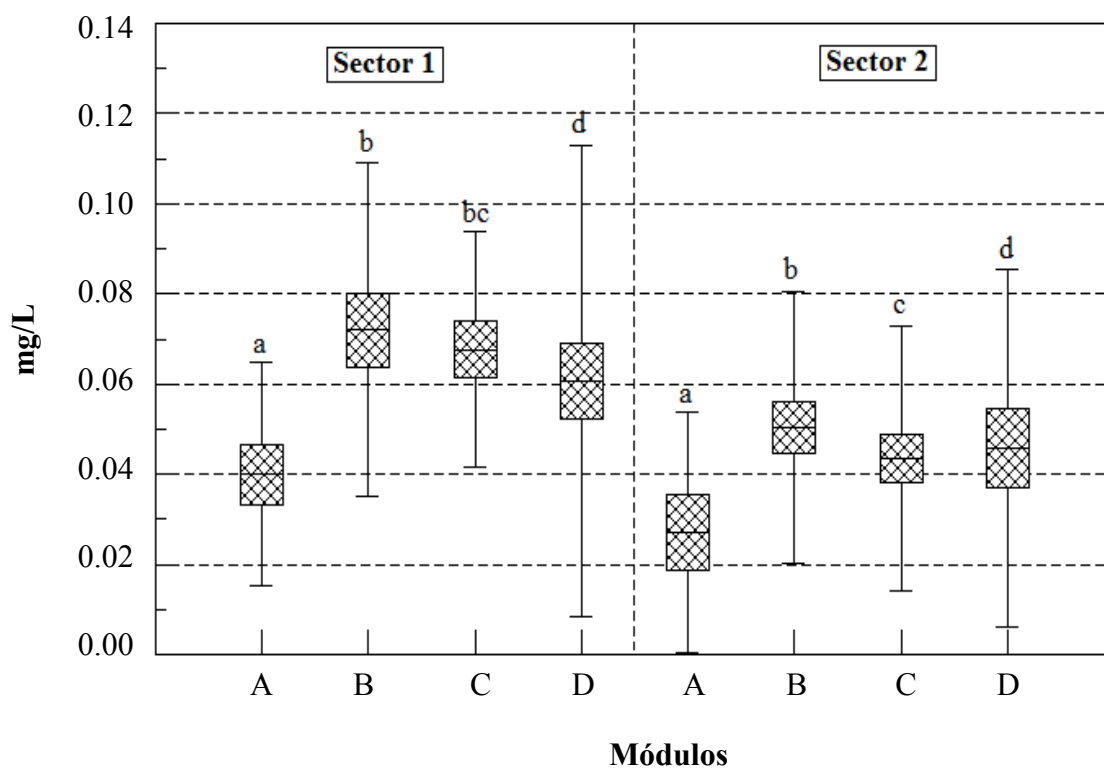 0.14
Sector 1 Sector 2
0.12
d
b
0.10
bc
d
b
0.08
c
a
0.06
a
0.04
0.02
0.00
mg/L
A B C D A B C D
Módulos